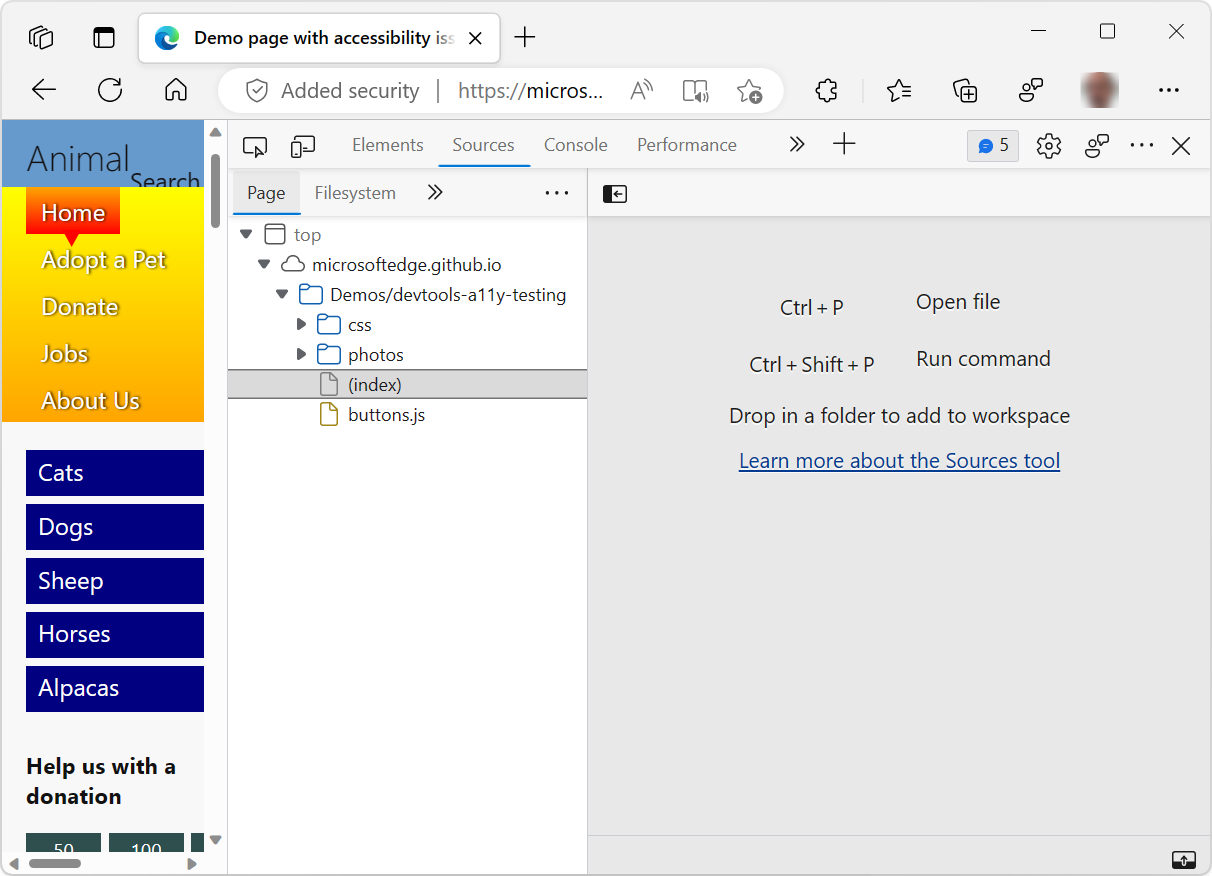 Demo page with accessibility iss
Added security
https://micros...
5
Elements
Sources
Console
Performance
Page
Filesystem
Animal
Search
Home
Adopt a Pet
Donate
Jobs
About Us
Cats
Dogs
Sheep
Horses
Alpacas
Help us with a
donation
50
100
top
microsoftedge.github.io
Demos/devtools-a11y-testing
css
photos
(index)
buttons.js
Ctrl + P Open file
Ctrl + Shift + P Run command
Drop in a folder to add to workspace
Learn more about the Sources tool